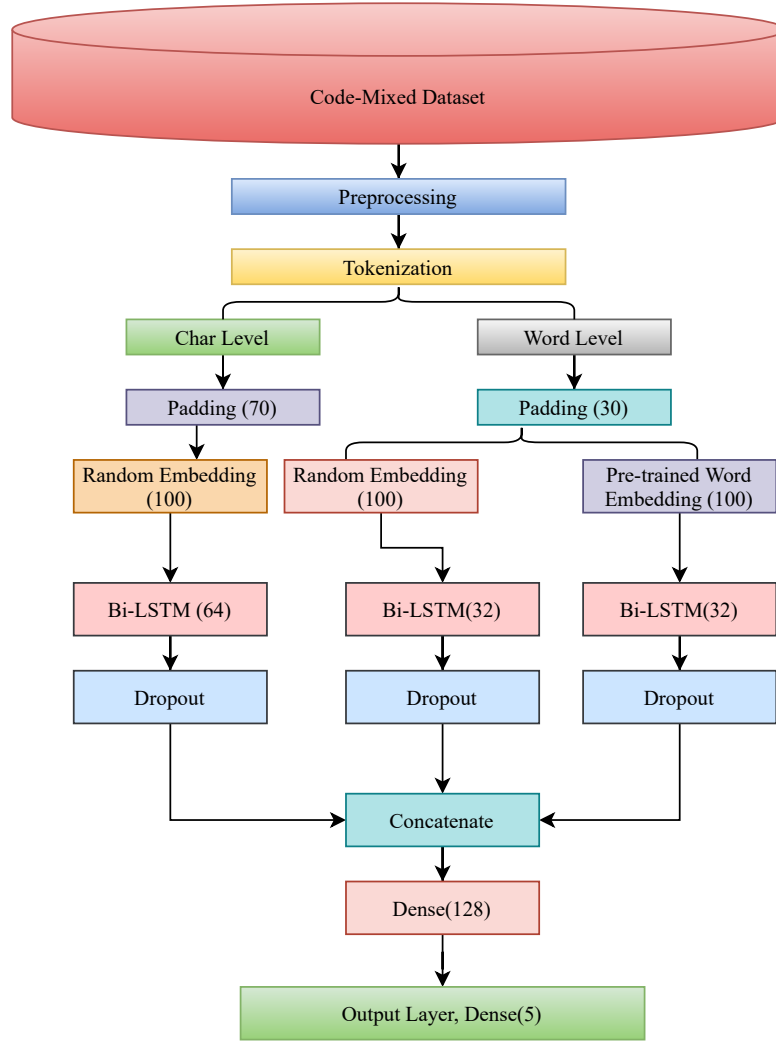 Code-Mixed Dataset
Preprocessing
Tokenization
Char Level
Word Level
Padding (70)
Padding (30)
Random Embedding
(100)
Random Embedding
(100)
Pre-trained Word
Embedding (100)
Bi-LSTM (64)
Bi-LSTM(32)
Bi-LSTM(32)
Dropout
Dropout
Dropout
Concatenate
Dense(128)
Output Layer, Dense(5)